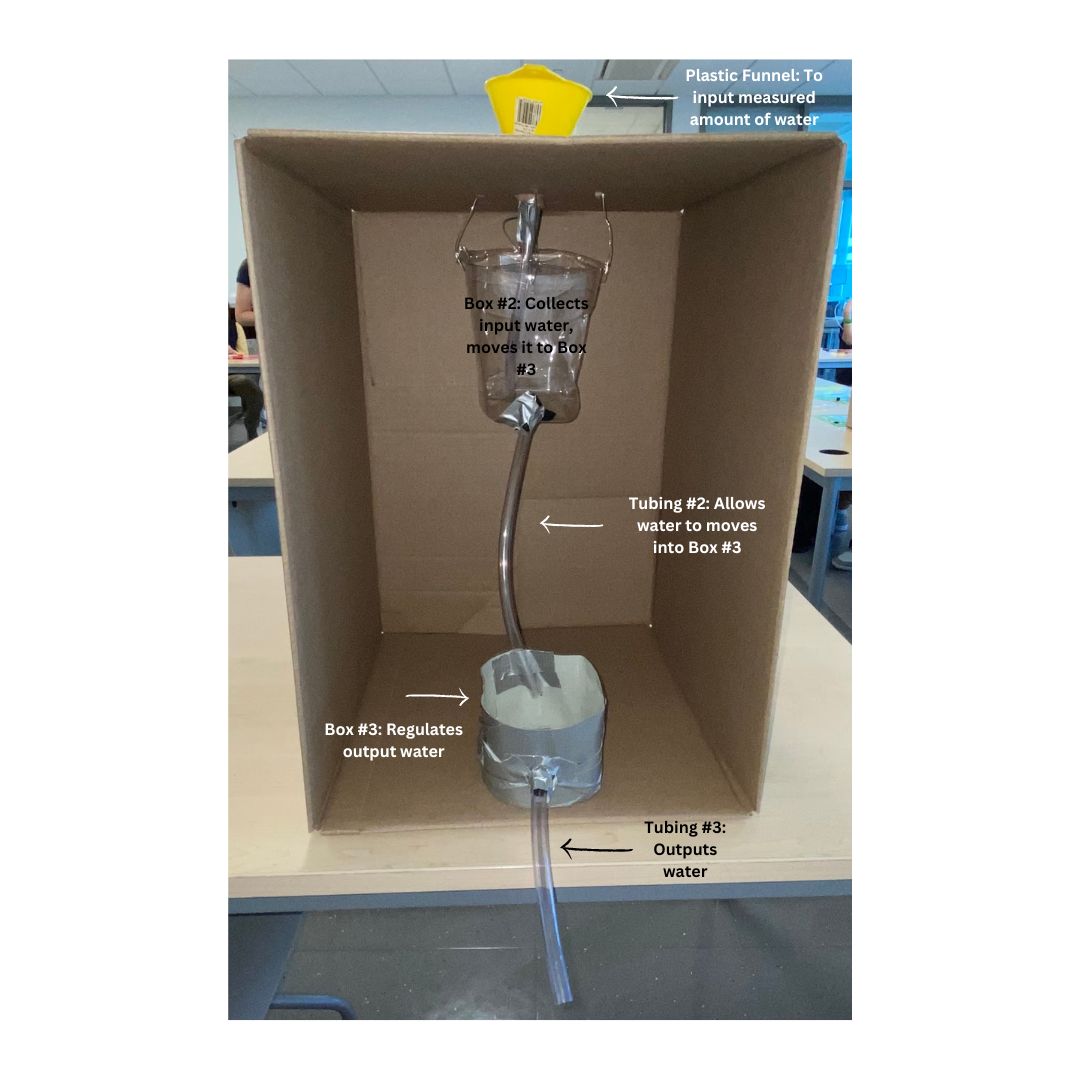 Plastic Funnel: To
input measured
amount of water
Box #2: Collects
input water,
moves it to Box
#3
Tubing #2: Allows
water to moves
into Box #3
Box #3: Regulates
output water
Tubing #3:
Outputs
water